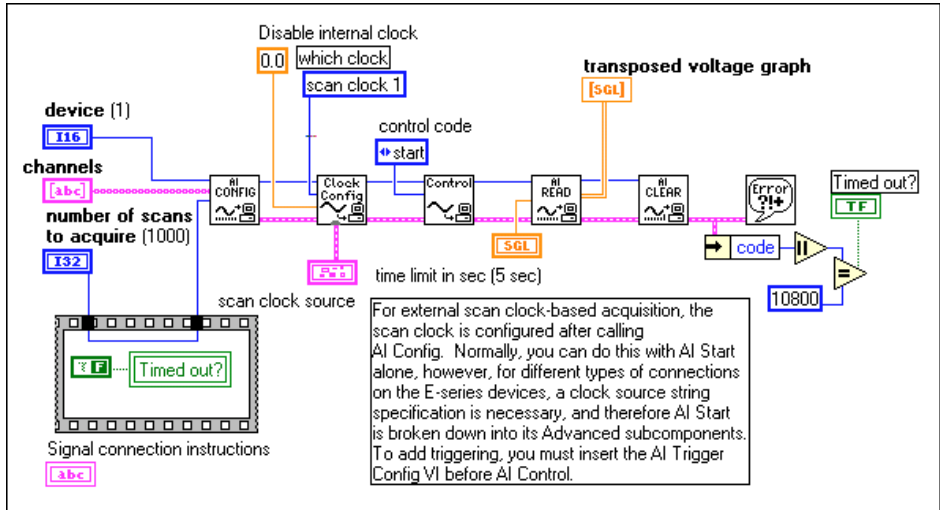 Disable internal clock
0.0
which clock
scan clock 1
transposed voltage graph
[SGL]
device (1)
I16
control code
start
channels
[abc]
AI CONFIG
Clock Config
Control
AI READ
AI CLEAR
Error ?!+
Timed out?
TF
number of scans
to acquire (1000)
I32
SGL
code
=
10800
scan clock source
time limit in sec (5 sec)
F
Timed out?
Signal connection instructions
abc
For external scan clock-based acquisition, the
scan clock is configured after calling
AI Config. Normally, you can do this with AI Start
alone, however, for different types of connections
on the E-series devices, a clock source string
specification is necessary, and therefore AI Start
is broken down into its Advanced subcomponents.
To add triggering, you must insert the AI Trigger
Config VI before AI Control.